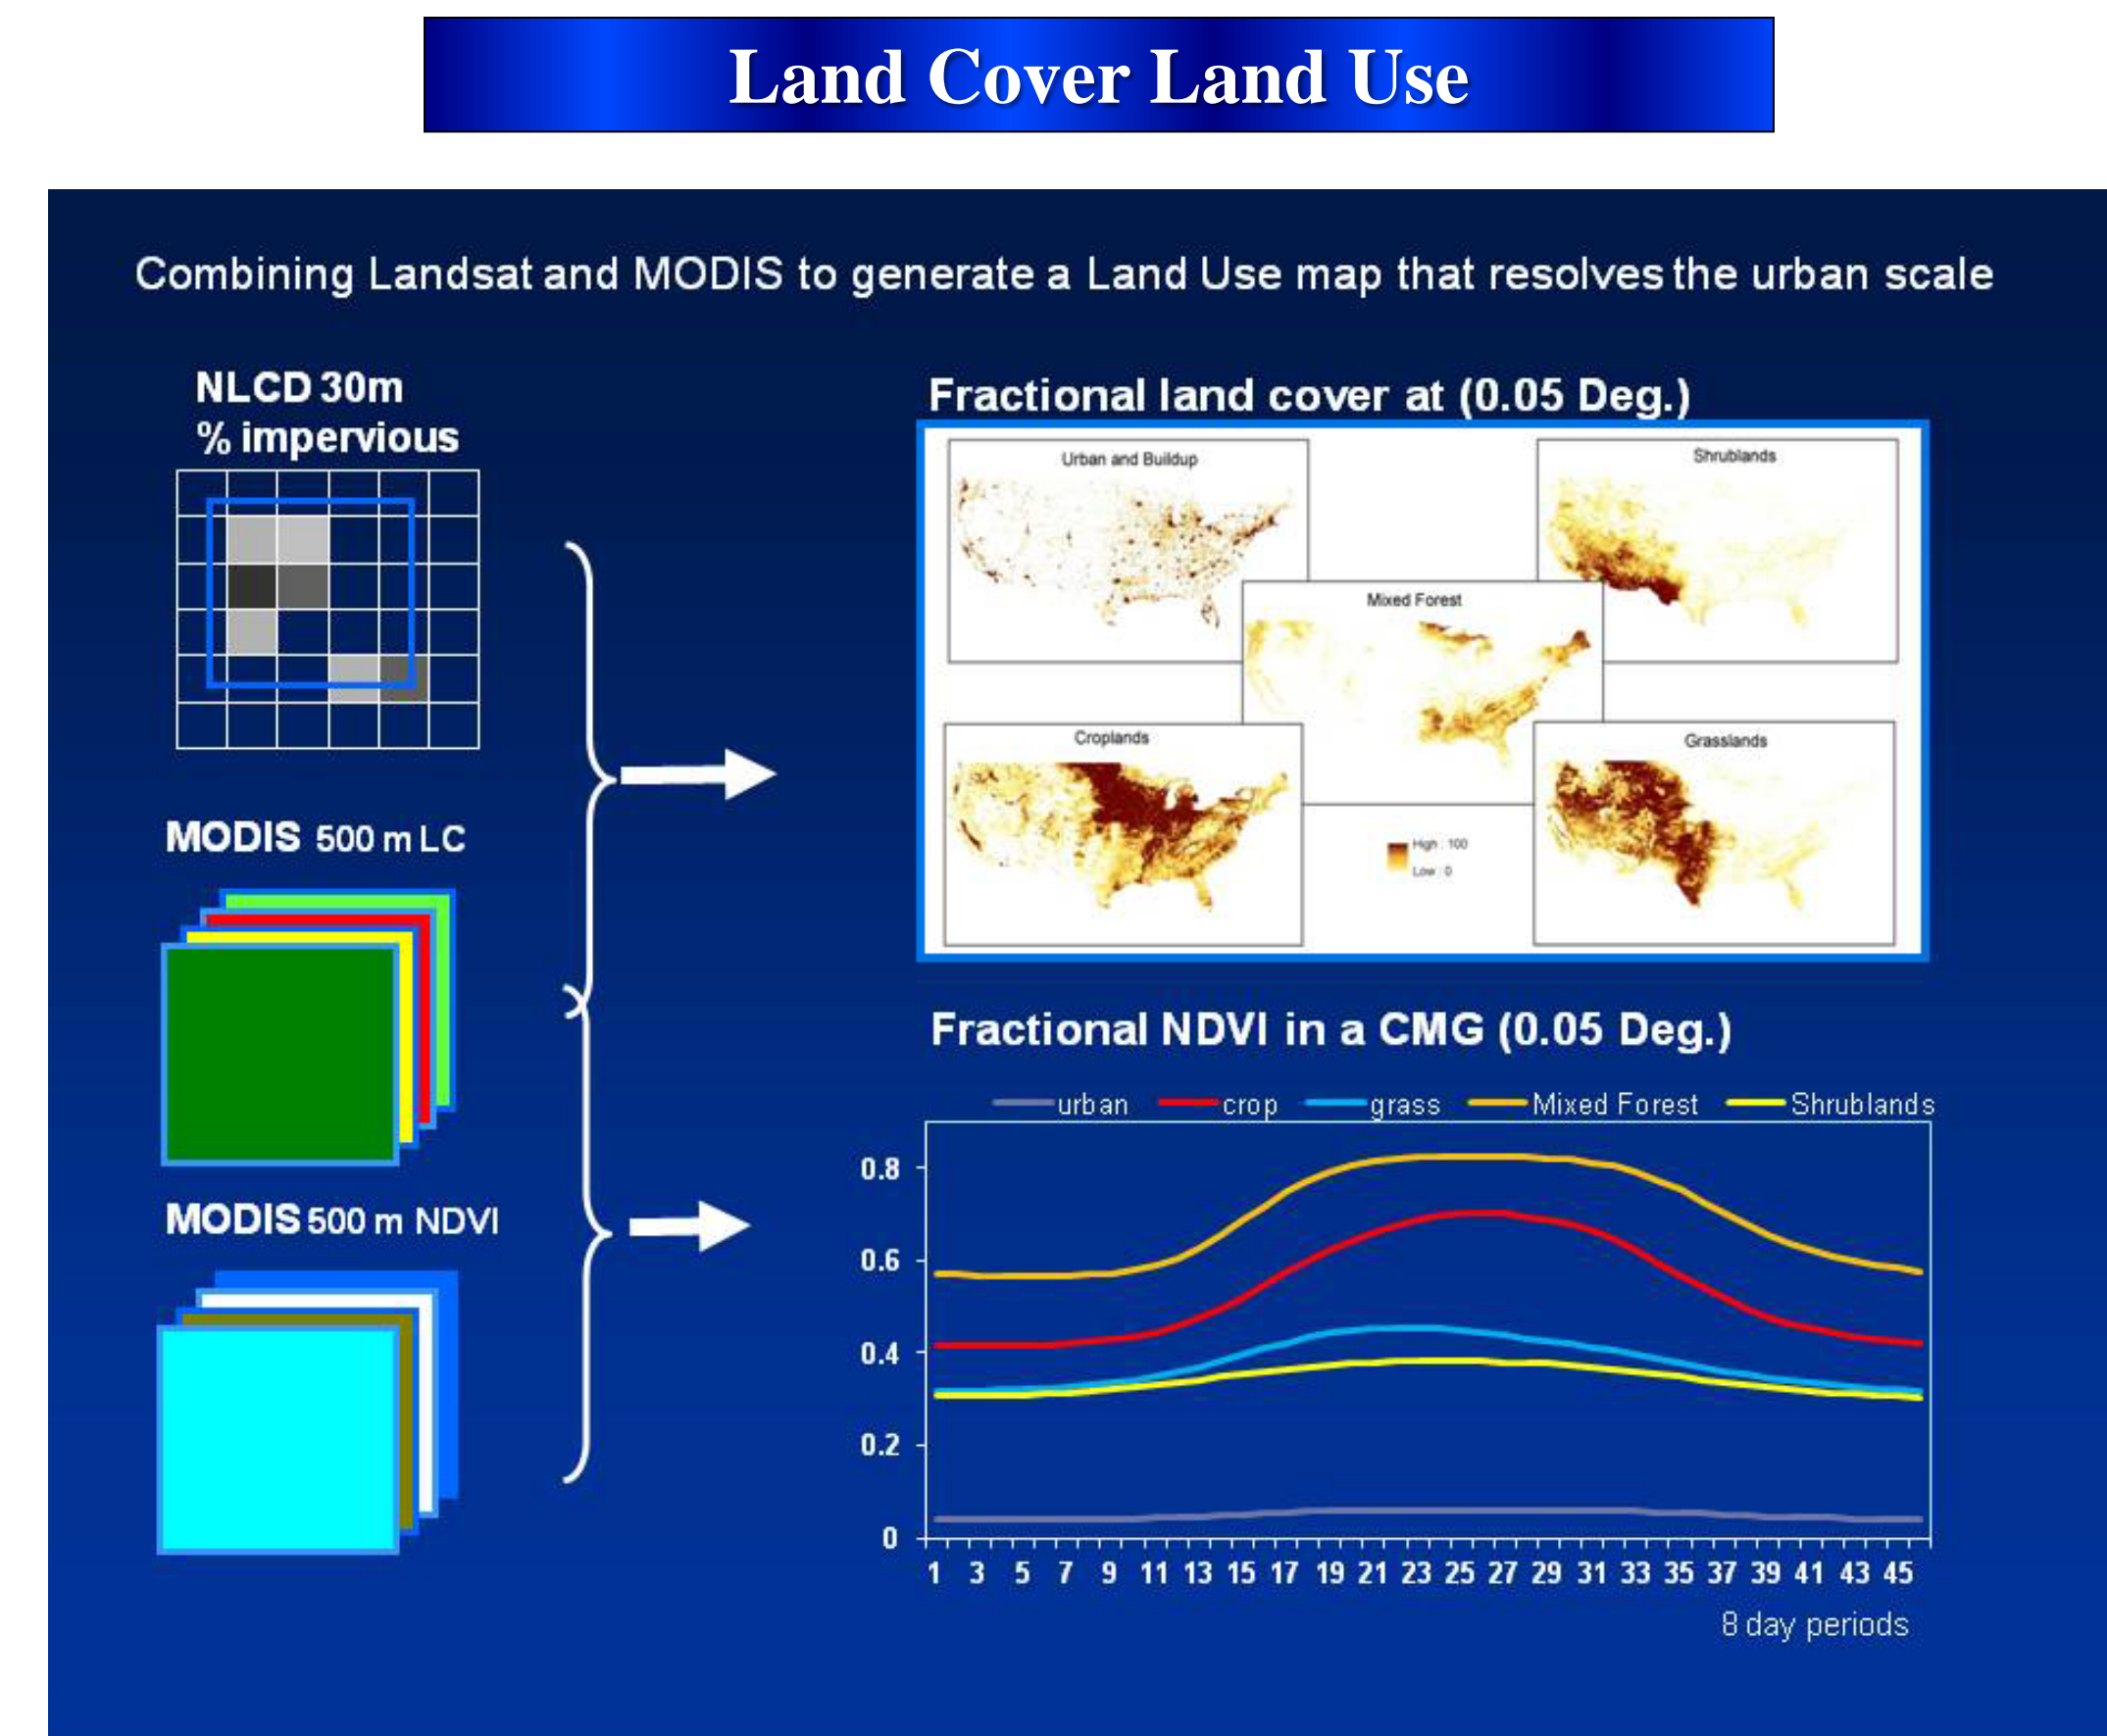 Land Cover Land Use
Combining Landsat and MODIS to generate a Land Use map that resolves the urban scale
NLCD 30m
% impervious
MODIS 500 m LC
MODIS 500 m NDVI
Fractional land cover at (0.05 Deg.)
Urban and Buildup
Shrublands
Mixed Forest
Croplands
Grasslands
High : 100
Low : 0
Fractional NDVI in a CMG (0.05 Deg.)
urban crop grass Mixed Forest Shrublands
0.8
0.6
0.4
0.2
0
1 3 5 7 9 11 13 15 17 19 21 23 25 27 29 31 33 35 37 39 41 43 45
8 day periods